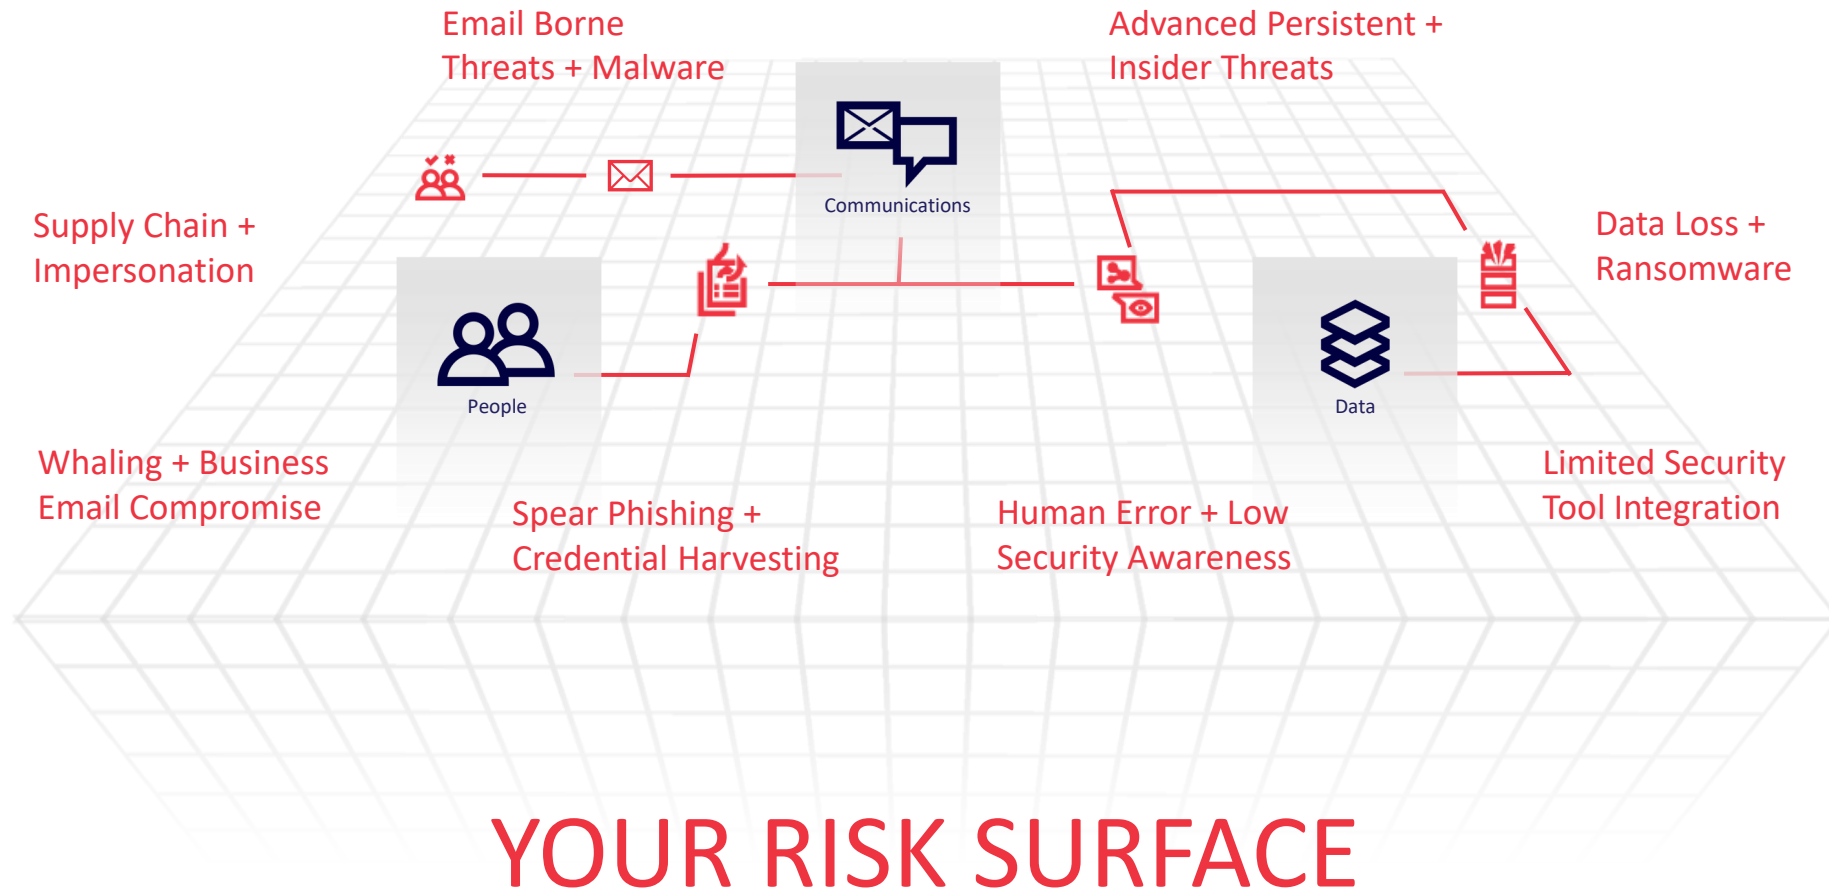 Email Borne
Threats + Malware
Advanced Persistent +
Insider Threats
Communications
Supply Chain +
Impersonation
Data Loss +
Ransomware
People
Data
Whaling + Business
Email Compromise
Spear Phishing +
Credential Harvesting
Human Error + Low
Security Awareness
Limited Security
Tool Integration
YOUR RISK SURFACE